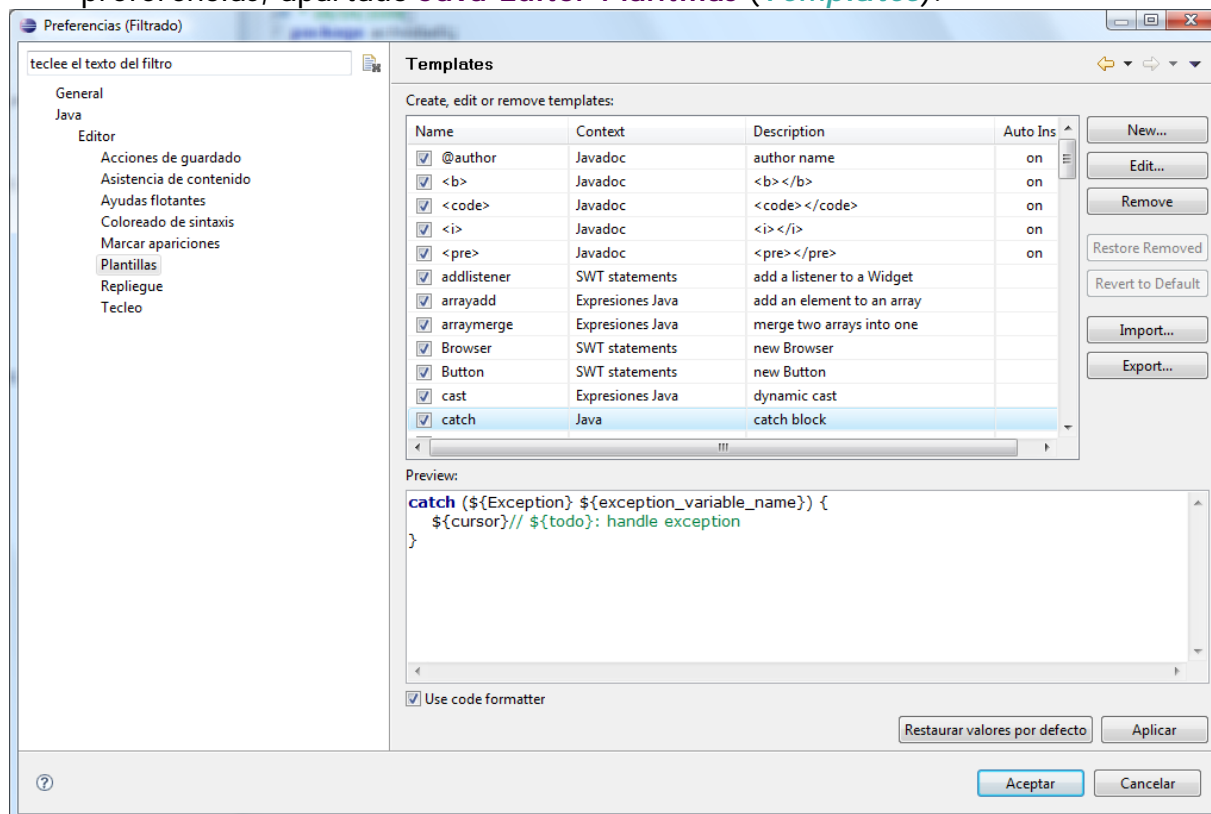 preferencias, apartado Java-Editor-Plantillas (Templates).
Preferencias (Filtrado)
teclee el texto del filtro
General
Java
Editor
Acciones de guardado
Asistencia de contenido
Ayudas flotantes
Coloreado de sintaxis
Marcar apariciones
Plantillas
Repliegue
Tecleo
Templates
Create, edit or remove templates:
Name Context Description Auto Ins
@author Javadoc author name on
<b> Javadoc <b></b> on
<code> Javadoc <code></code> on
<i> Javadoc <i></i> on
<pre> Javadoc <pre></pre> on
addlistener SWT statements add a listener to a Widget
arrayadd Expresiones Java add an element to an array
arraymerge Expresiones Java merge two arrays into one
Browser SWT statements new Browser
Button SWT statements new Button
cast Expresiones Java dynamic cast
catch Java catch block
New...
Edit...
Remove
Restore Removed
Revert to Default
Import...
Export...
Preview:
catch (${Exception} ${exception_variable_name}) {
${cursor}// ${todo}: handle exception
}
Use code formatter
Restaurar valores por defecto Aplicar
Aceptar Cancelar